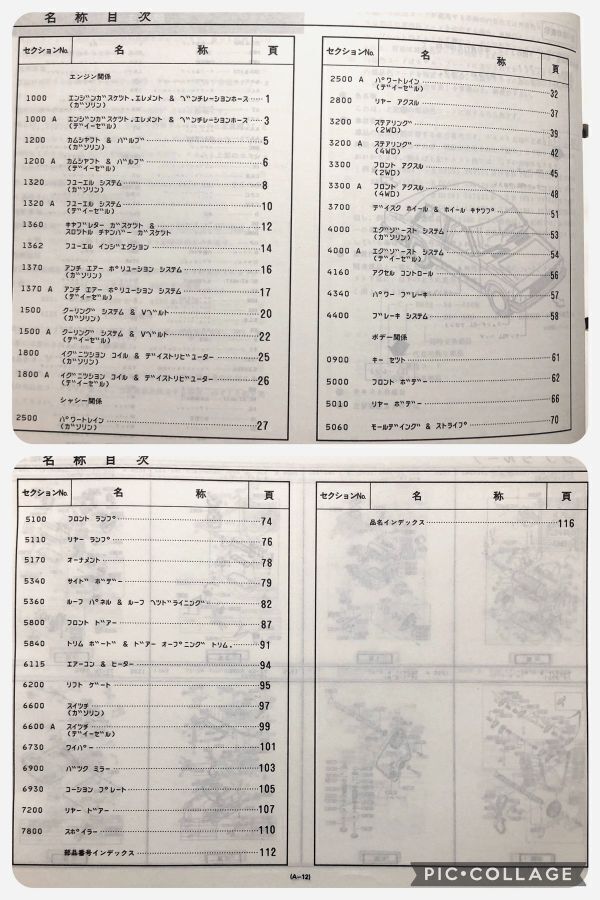 名称目次
セクションNo. 名称 頁
エンジン関係
1000 エンジンガスケット,エレメント & ベンチレーションホース 1
(ガソリン)
1000 A エンジンガスケット,エレメント & ベンチレーションホース 3
(ディーゼル)
1200 カムシャフト & バルブ 5
(ガソリン)
1200 A カムシャフト & バルブ 6
(ディーゼル)
1320 フューエル システム 8
(ガソリン)
1320 A フューエル システム 10
(ディーゼル)
1360 キャブレター ガスケット & 12
スロットル チャンバー ガスケット
1362 フューエル インジェクション 14
1370 アンチ エアー ポリューション システム 16
(ガソリン)
1370 A アンチ エアー ポリューション システム 17
(ディーゼル)
1500 クーリング システム & Vベルト 20
(ガソリン)
1500 A クーリング システム & Vベルト 22
(ディーゼル)
1800 イグニッション コイル & ディストリビューター 25
(ガソリン)
1800 A イグニッション コイル & ディストリビューター 26
(ディーゼル)
シャシー関係
2500 パワートレイン 27
(ガソリン)
セクションNo. 名称 頁
2500 A パワートレイン 32
(ディーゼル)
2800 リヤー アクスル 37
3200 ステアリング 39
(2WD)
3200 A ステアリング 42
(4WD)
3300 フロント アクスル 45
(2WD)
3300 A フロント アクスル 48
(4WD)
3700 ディスク ホイール & ホイール キャップ 51
4000 エグゾースト システム 53
(ガソリン)
4000 A エグゾースト システム 54
(ディーゼル)
4160 アクセル コントロール 56
4340 パワー ブレーキ 57
4400 ブレーキ システム 58
ボデー関係
0900 キー セット 61
5000 フロント ボデー 62
5010 リヤー ボデー 66
5060 モールディング & ストライプ 70
名称目次
セクションNo. 名称 頁
5100 フロント ランプ 74
5110 リヤー ランプ 76
5170 オーナメント 78
5340 サイド ボデー 79
5360 ルーフ パネル & ルーフ ヘッドライニング 82
5800 フロント ドアー 87
5840 トリム ボード & ドアー オープニング トリム. 91
6115 エアーコン & ヒーター 94
6200 リフト ゲート 95
6600 スイッチ 97
(ガソリン)
6600 A スイッチ 99
(ディーゼル)
6730 ワイパー 101
6900 バック ミラー 103
6930 コーション プレート 105
7200 リヤー ドアー 107
7800 スポイラー 110
部品番号インデックス 112
セクションNo. 名称 頁
品名インデックス 116
(A-12)
PIC•COLLAGE